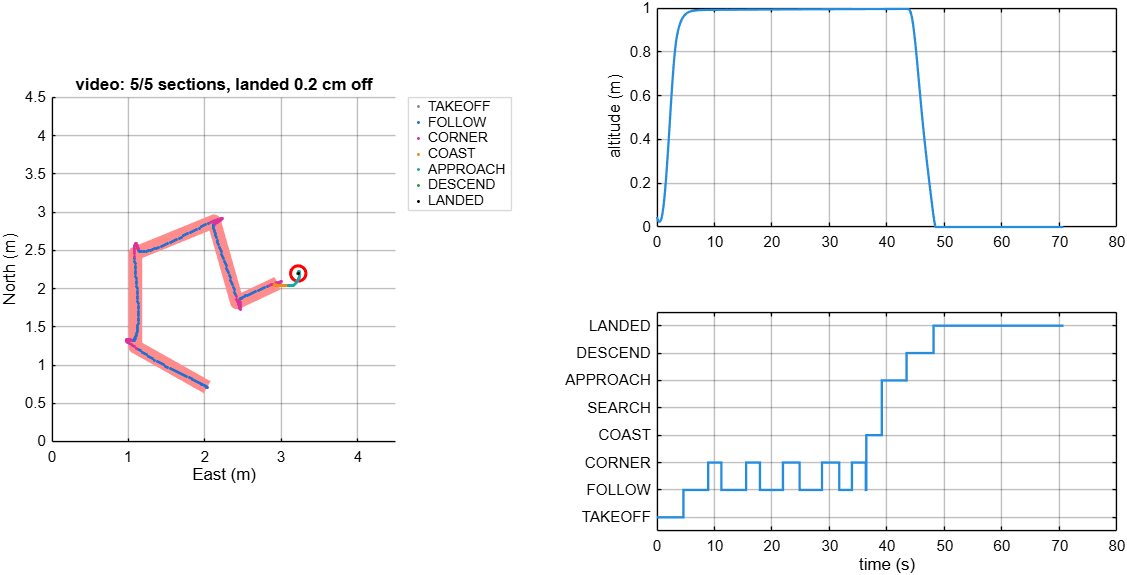 video: 5/5 sections, landed 0.2 cm off
4.5
4
3.5
3
2.5
2
1.5
1
0.5
0
North (m)
0 1 2 3 4
East (m)
TAKEOFF
FOLLOW
CORNER
COAST
APPROACH
DESCEND
LANDED
1
0.8
0.6
0.4
0.2
0
altitude (m)
0 10 20 30 40 50 60 70 80
LANDED
DESCEND
APPROACH
SEARCH
COAST
CORNER
FOLLOW
TAKEOFF
0 10 20 30 40 50 60 70 80
time (s)